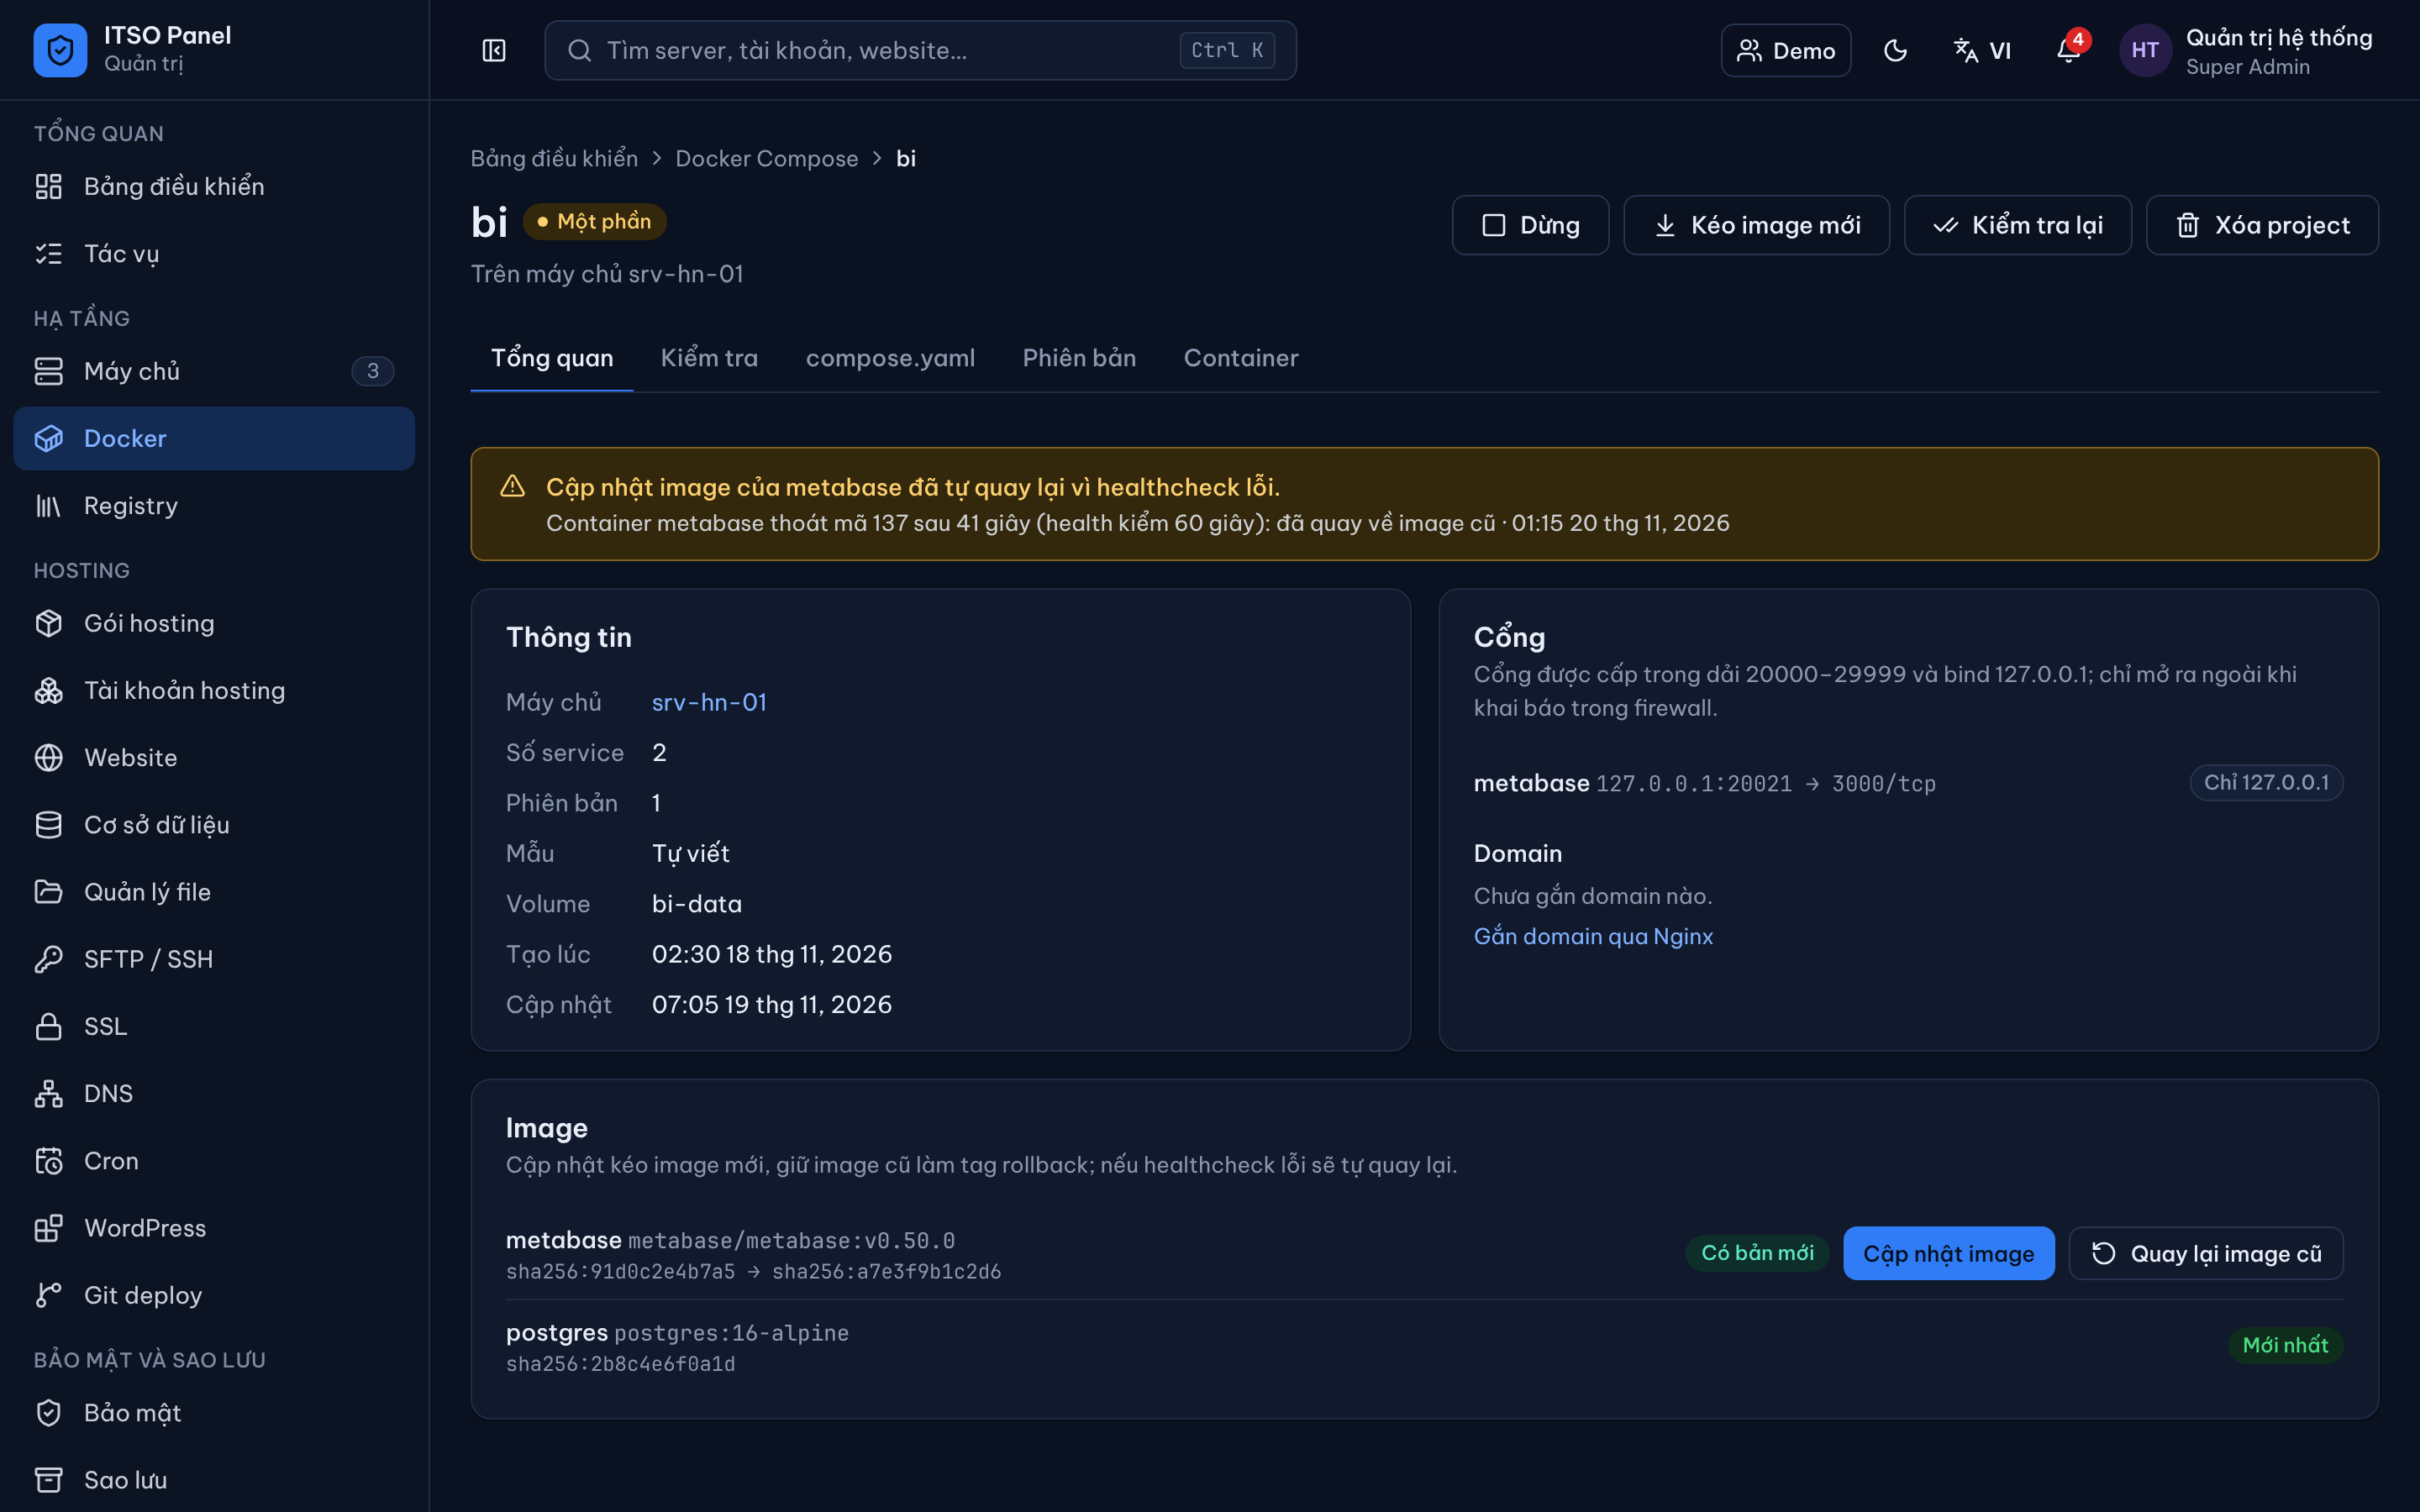 ITSO Panel
Quản trị
Tìm server, tài khoản, website...
Ctrl K
Demo
VI
4
HT
Quản trị hệ thống
Super Admin
TỔNG QUAN
Bảng điều khiển
Tác vụ
HẠ TẦNG
Máy chủ
3
Docker
Registry
HOSTING
Gói hosting
Tài khoản hosting
Website
Cơ sở dữ liệu
Quản lý file
SFTP / SSH
SSL
DNS
Cron
WordPress
Git deploy
BẢO MẬT VÀ SAO LƯU
Bảo mật
Sao lưu
Bảng điều khiển > Docker Compose > bi
bi
Một phần
Trên máy chủ srv-hn-01
Dừng
Kéo image mới
Kiểm tra lại
Xóa project
Tổng quan
Kiểm tra
compose.yaml
Phiên bản
Container
Cập nhật image của metabase đã tự quay lại vì healthcheck lỗi.
Container metabase thoát mã 137 sau 41 giây (health kiểm 60 giây): đã quay về image cũ · 01:15 20 thg 11, 2026
Thông tin
Máy chủ srv-hn-01
Số service 2
Phiên bản 1
Mẫu Tự viết
Volume bi-data
Tạo lúc 02:30 18 thg 11, 2026
Cập nhật 07:05 19 thg 11, 2026
Cổng
Cổng được cấp trong dải 20000–29999 và bind 127.0.0.1; chỉ mở ra ngoài khi
khai báo trong firewall.
metabase 127.0.0.1:20021 → 3000/tcp
Chỉ 127.0.0.1
Domain
Chưa gắn domain nào.
Gắn domain qua Nginx
Image
Cập nhật kéo image mới, giữ image cũ làm tag rollback; nếu healthcheck lỗi sẽ tự quay lại.
metabase metabase/metabase:v0.50.0
sha256:91d0c2e4b7a5 → sha256:a7e3f9b1c2d6
Có bản mới
Cập nhật image
Quay lại image cũ
postgres postgres:16-alpine
sha256:2b8c4e6f0a1d
Mới nhất